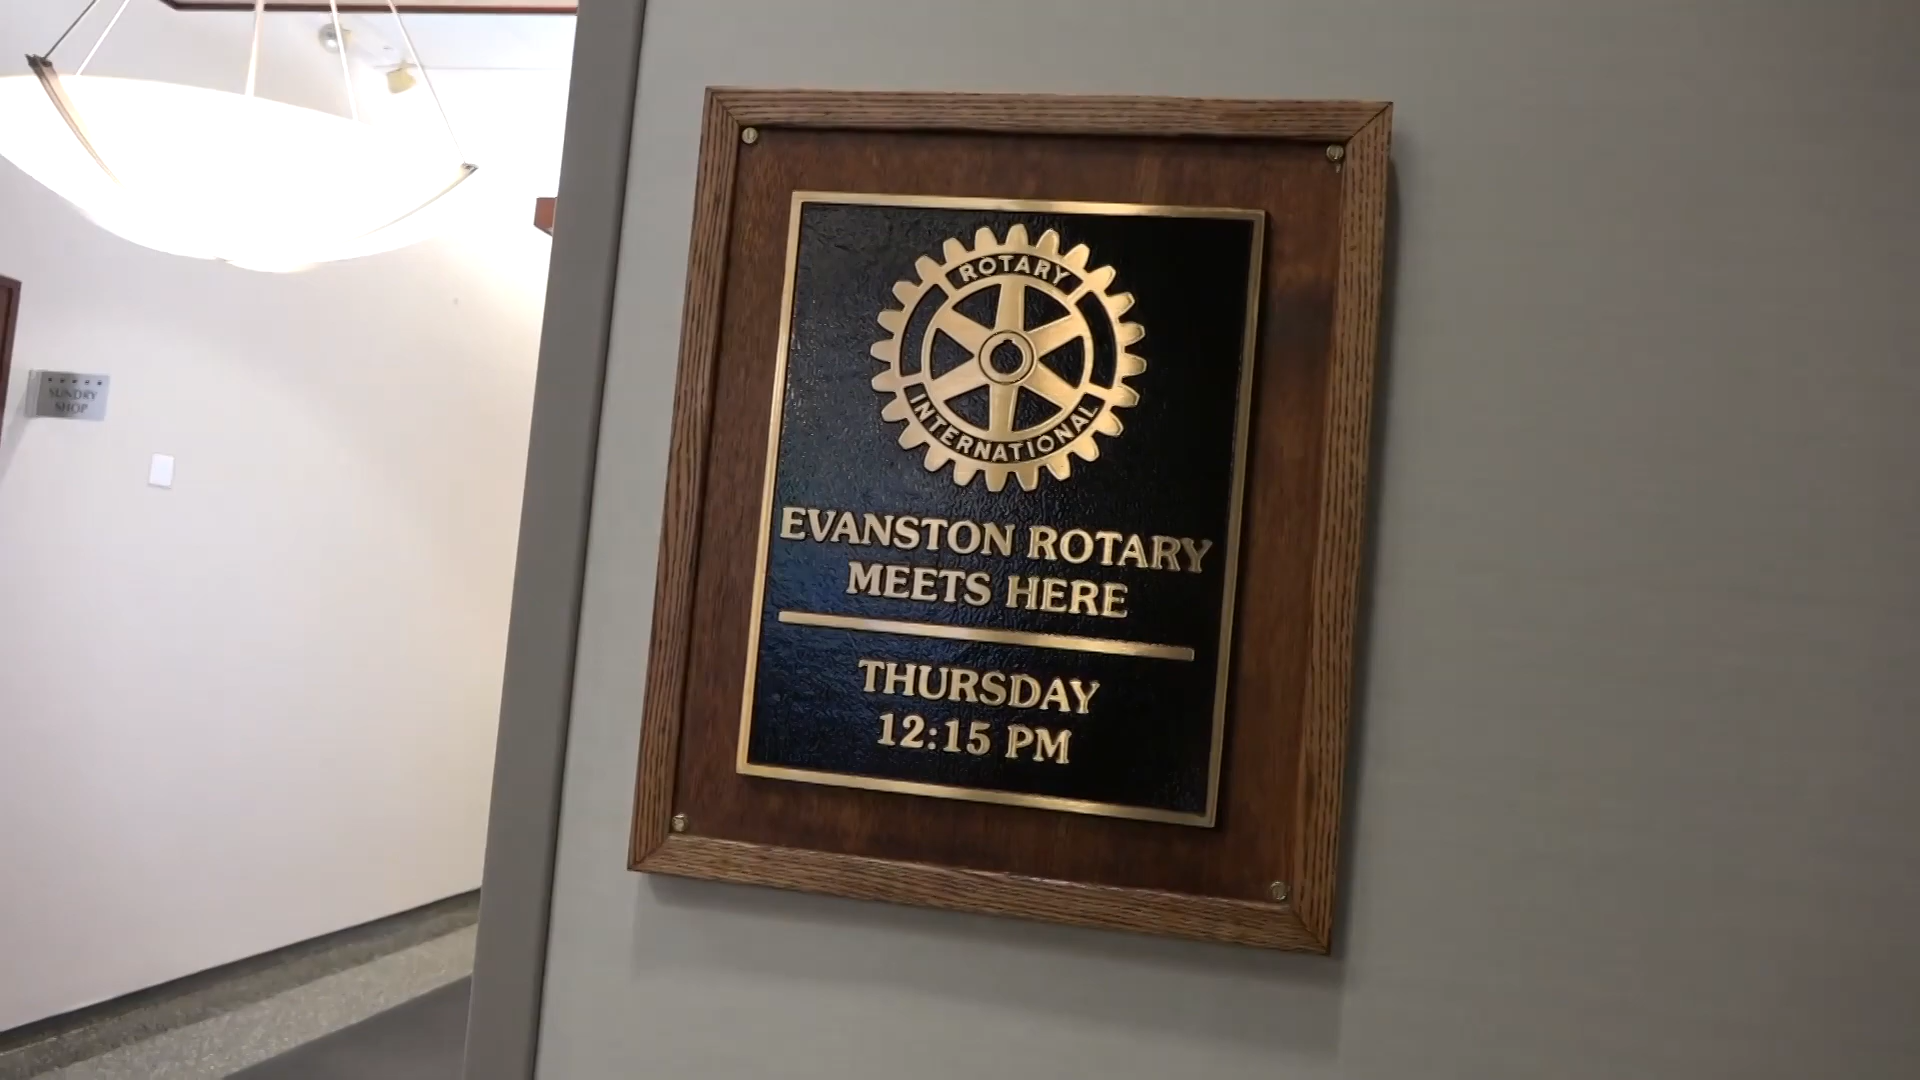 SUNDRY
SHOP
ROTARY
INTERNATIONAL
EVANSTON ROTARY
MEETS HERE
THURSDAY
12:15 PM